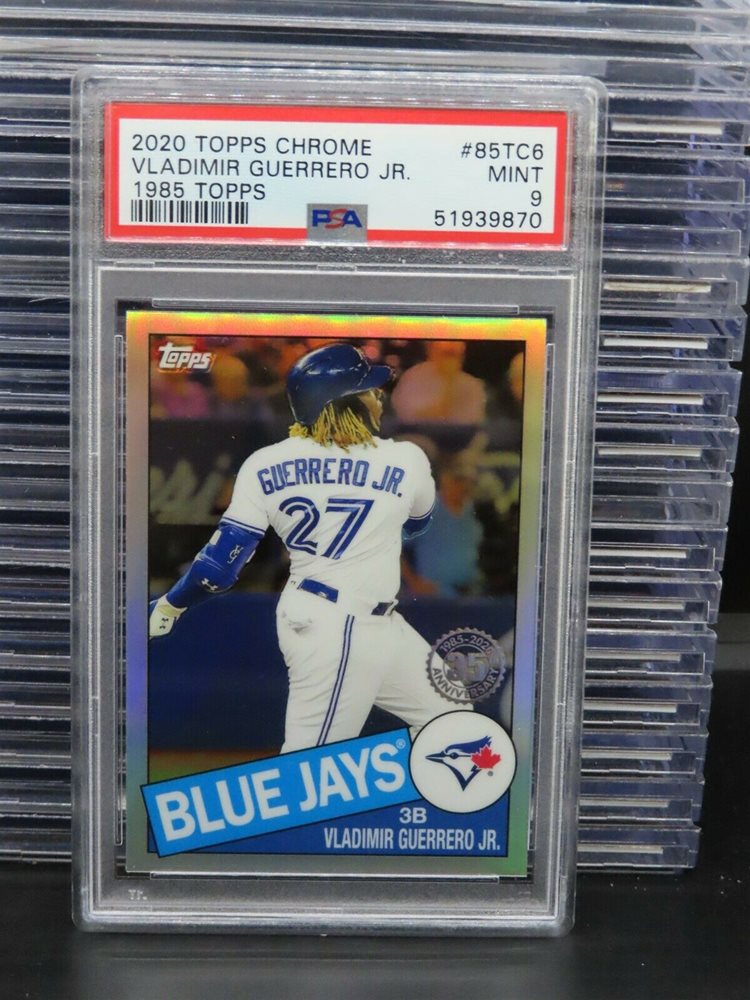 2020 TOPPS CHROME #85TC6
VLADIMIR GUERRERO JR. MINT
1985 TOPPS 9
PSA 51939870
Topps
GUERRERO JR.
27
1985-2020
35
ANNIVERSARY
BLUE JAYS®
3B
VLADIMIR GUERRERO JR.